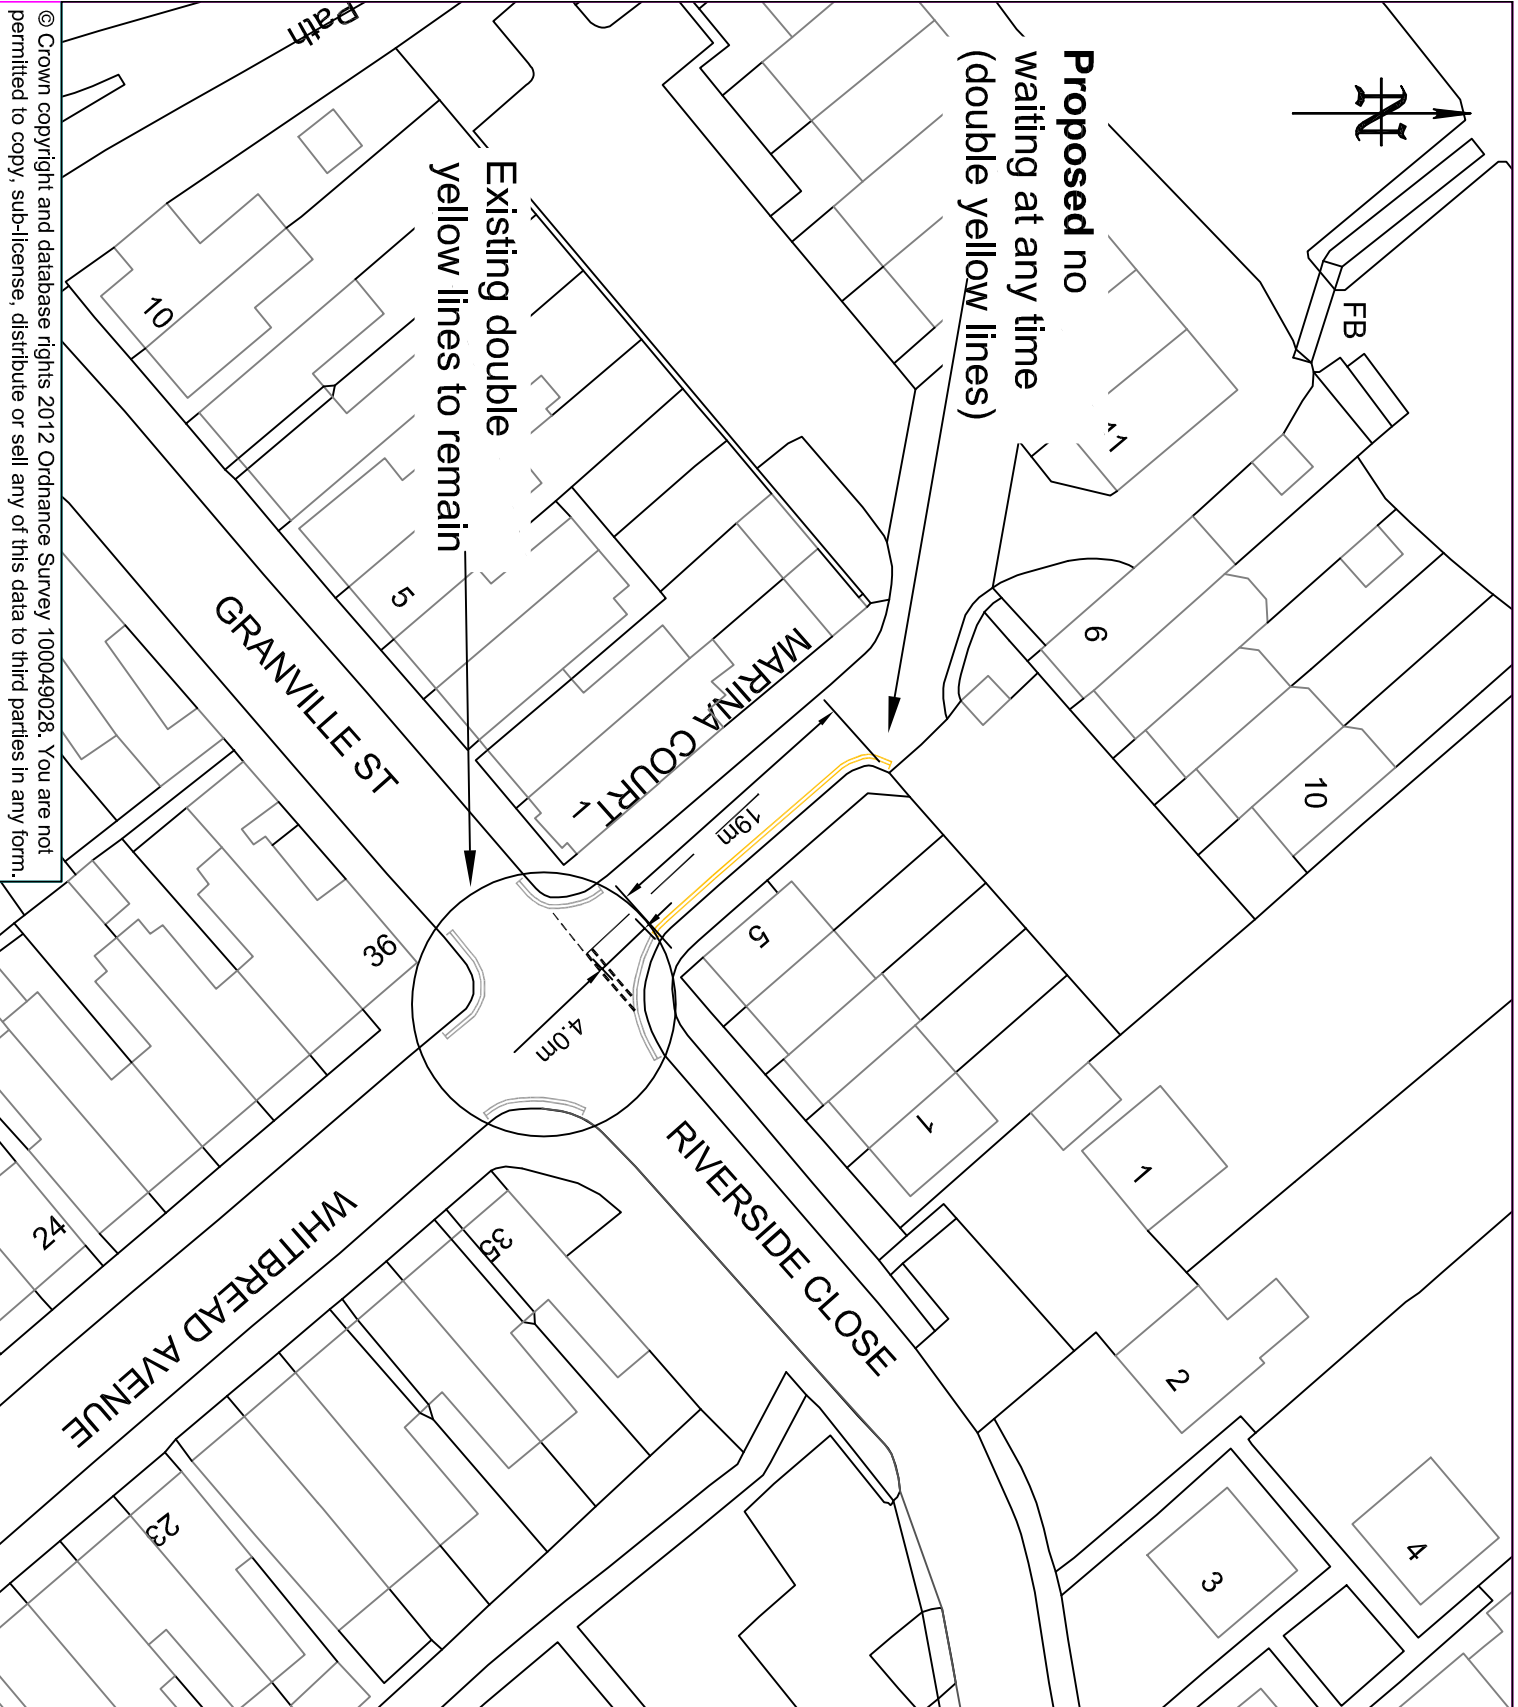 N
FB
Proposed no
waiting at any time
(double yellow lines)
11
6
10
Path
Existing double
yellow lines to remain
10
5
MARINA COURT
1
19m
5
1
1
2
3
4
GRANVILLE ST
36
4.0m
RIVERSIDE CLOSE
WHITBREAD AVENUE
24
35
23
© Crown copyright and database rights 2012 Ordnance Survey 100049028. You are not
permitted to copy, sub-license, distribute or sell any of this data to third parties in any form.